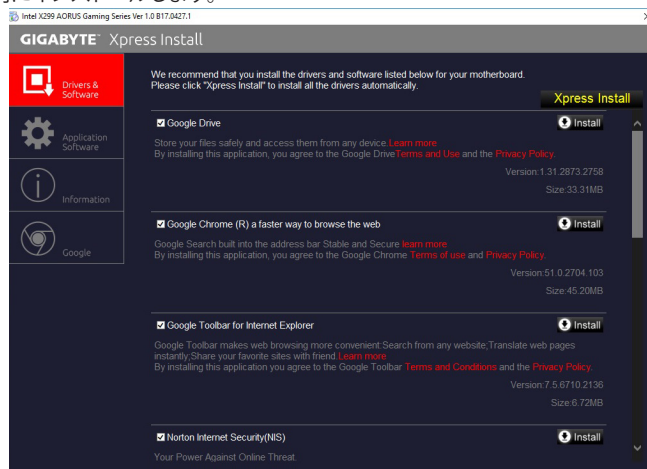 にインストールします。
Intel X299 AORUS Gaming Series Ver 1.0 B17.0427.1
GIGABYTE™ Xpress Install
Drivers &
Software
Application
Software
Information
Google
We recommend that you install the drivers and software listed below for your motherboard.
Please click "Xpress Install" to install all the drivers automatically.
Xpress Install
Google Drive
Install
Store your files safely and access them from any device.Learn more
By installing this application, you agree to the Google DriveTerms and Use and the Privacy Policy.
Version:1.31.2873.2758
Size:33.31MB
Google Chrome (R) a faster way to browse the web
Install
Google Search built into the address bar Stable and Secure learn more
By installing this application, you agree to the Google Chrome Terms of use and Privacy Policy.
Version:51.0.2704.103
Size:45.20MB
Google Toolbar for Internet Explorer
Install
Google Toolbar makes web browsing more convenient.Search from any website;Translate web pages
instantly;Share your favorite sites with friend.Learn more
By installing this application you agree to the Google Toolbar Terms and Conditions and the Privacy Policy.
Version:7.5.6710.2136
Size:6.72MB
Norton Internet Security(NIS)
Install
Your Power Against Online Threat.